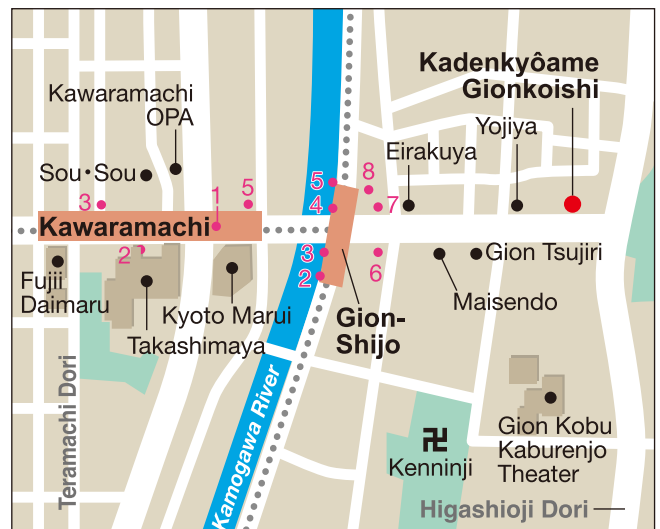 Kadenkyôame
Gionkoishi
Kawaramachi
OPA
Yojiya
Eirakuya
Sou・Sou
5
8
3
1
5
4
7
Kawaramachi
2
3
6
Gion Tsujiri
Fujii
Daimaru
2
Maisendo
Kyoto Marui
Gion-
Shijo
Takashimaya
Kamogawa River
Teramachi Dori
卍
Kenninji
Gion Kobu
Kaburenjo
Theater
Higashioji Dori